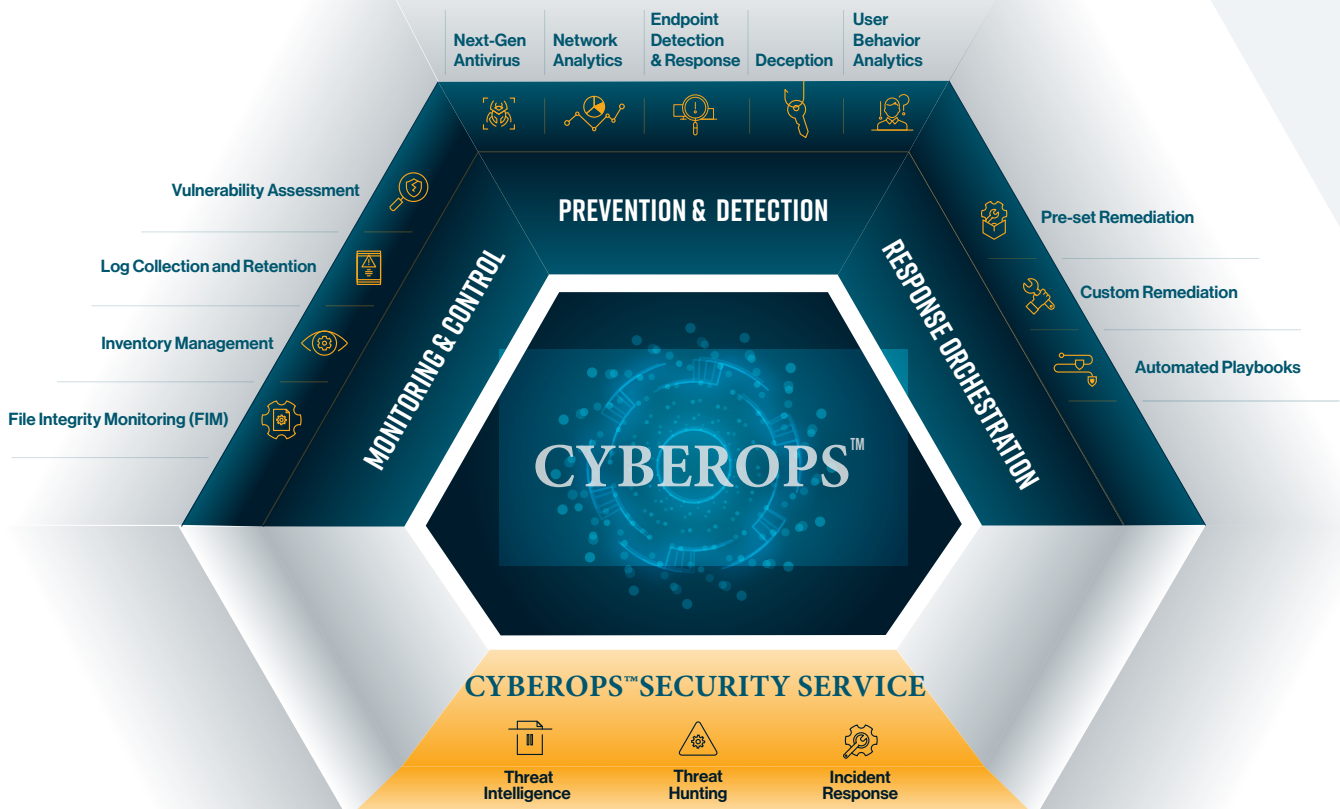 Next-Gen
Antivirus
Network
Analytics
Endpoint
Detection
& Response
Deception
User
Behavior
Analytics
PREVENTION & DETECTION
Vulnerability Assessment
Log Collection and Retention
Inventory Management
File Integrity Monitoring (FIM)
MONITORING & CONTROL
RESPONSE ORCHESTRATION
Pre-set Remediation
Custom Remediation
Automated Playbooks
CYBEROPS™
CYBEROPS™SECURITY SERVICE
Threat
Intelligence
Threat
Hunting
Incident
Response